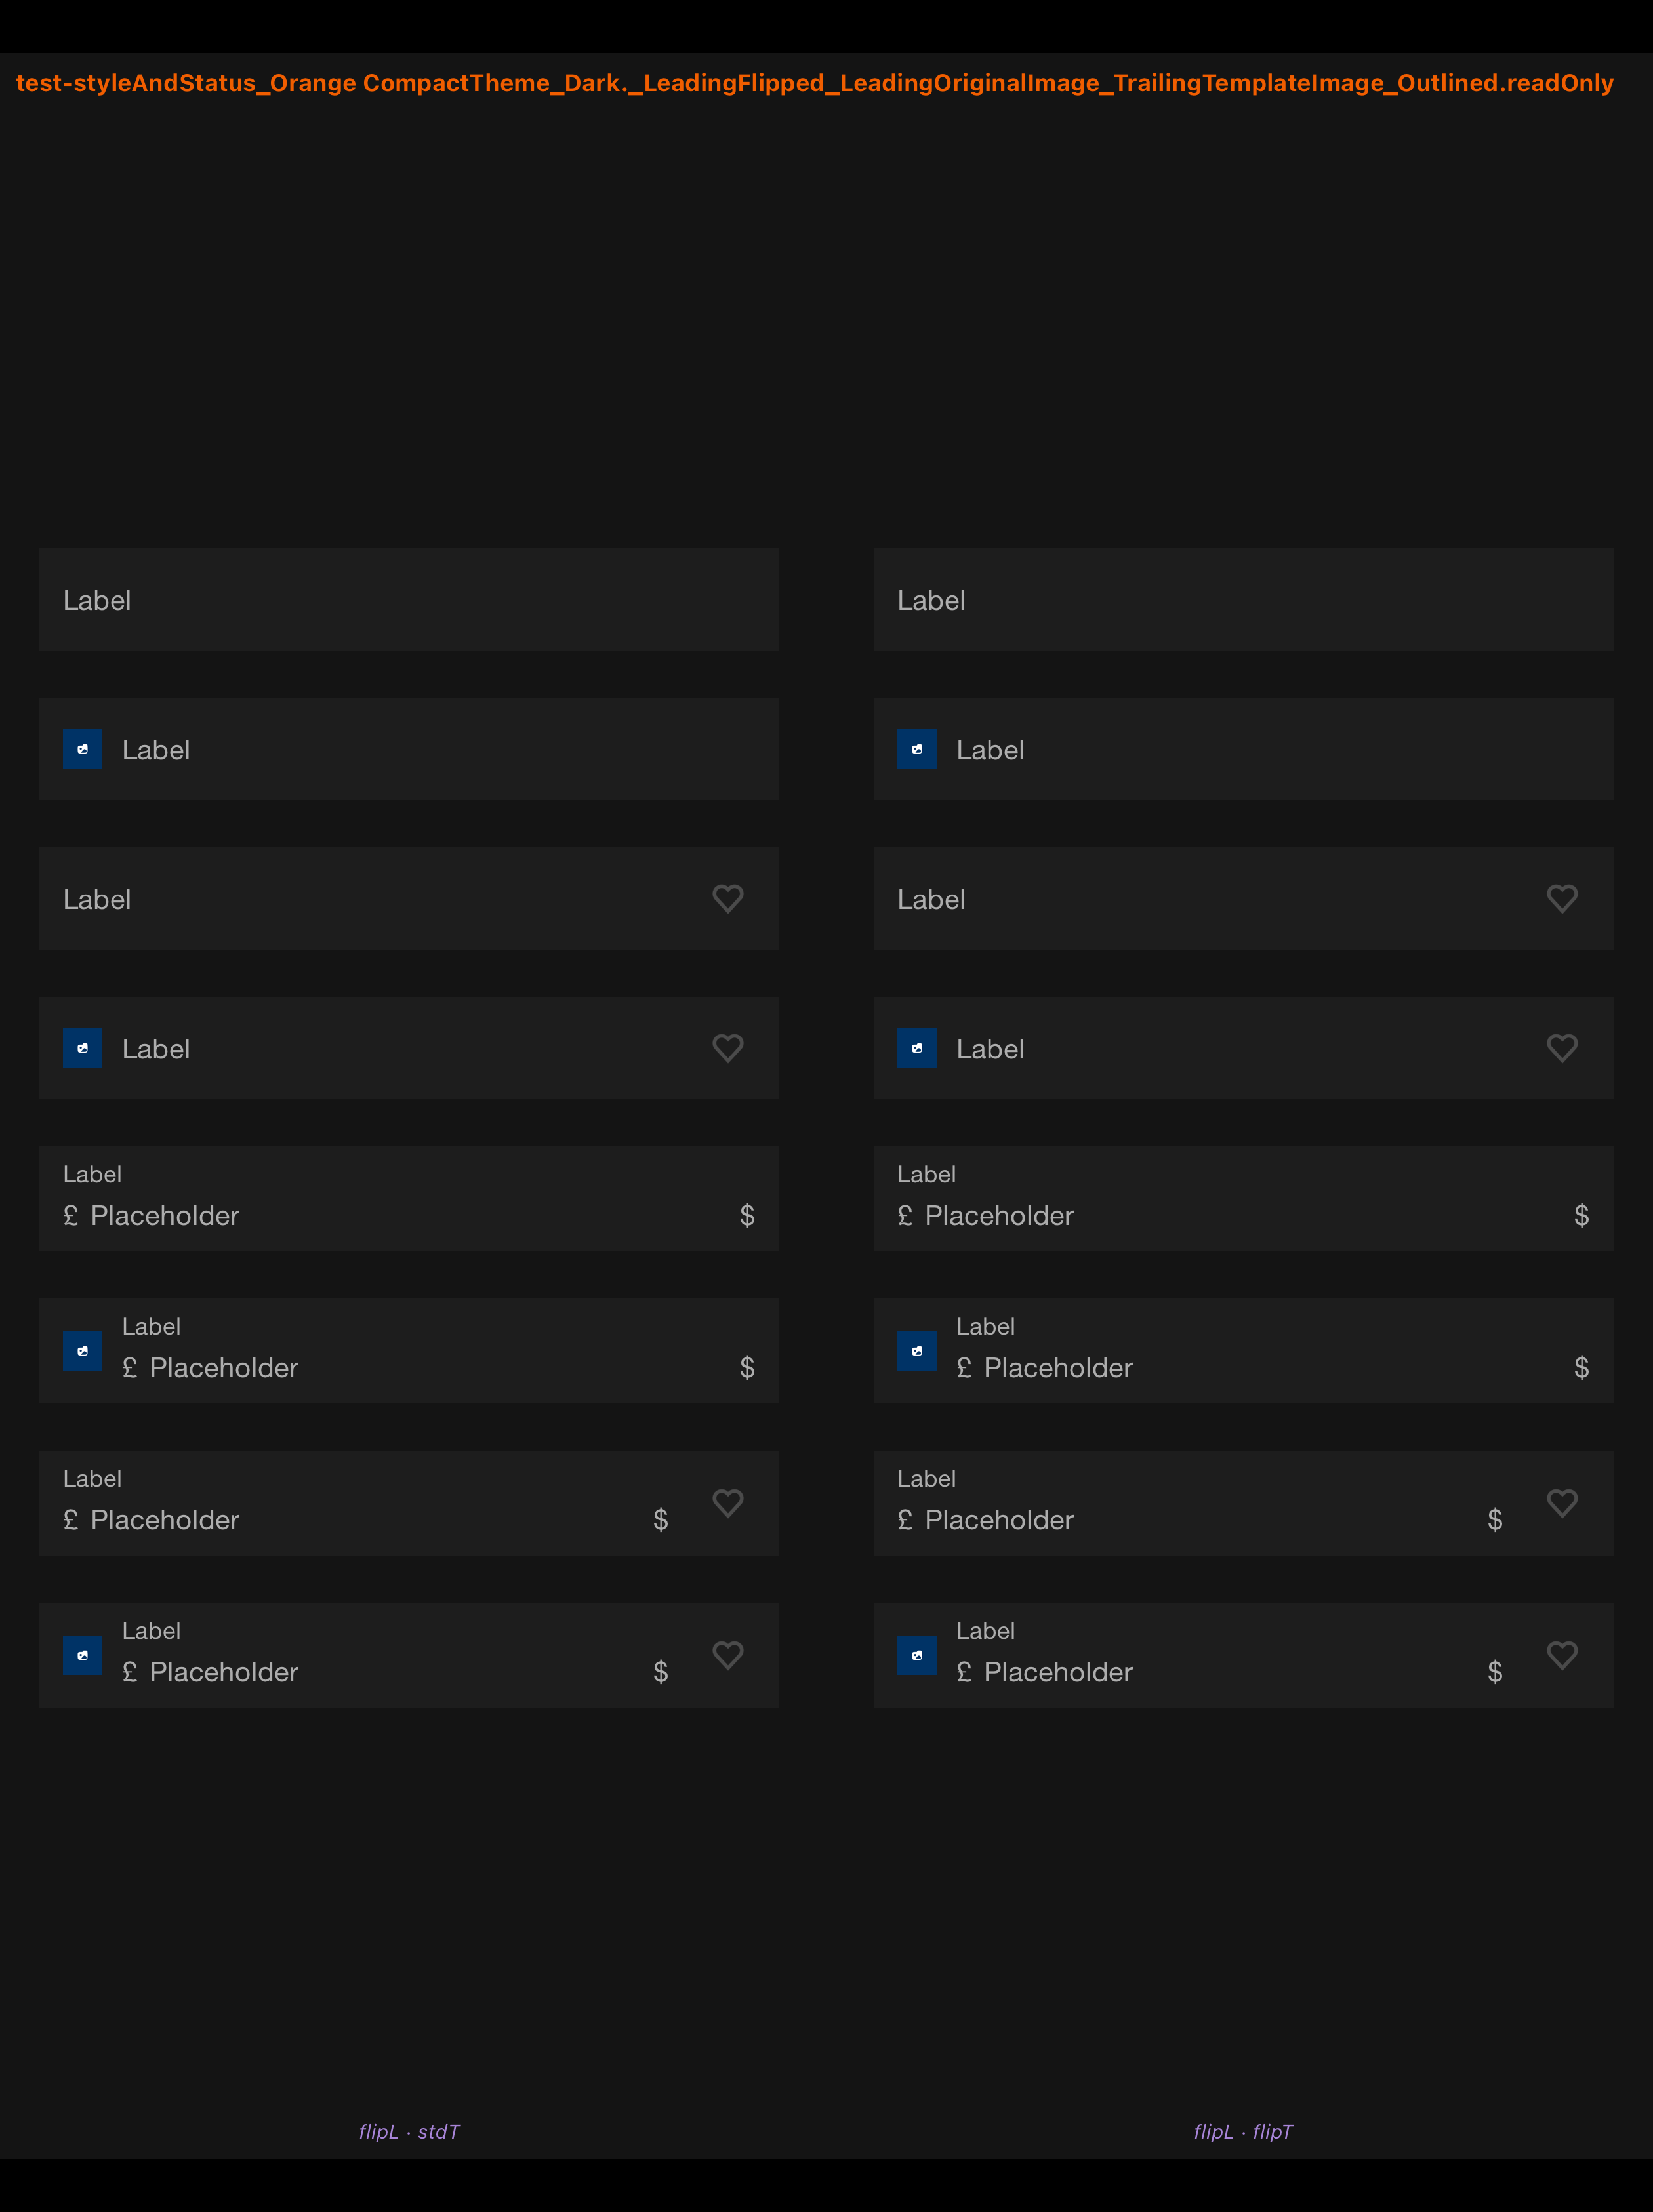 test-styleAndStatus_Orange CompactTheme_Dark._LeadingFlipped_LeadingOriginalImage_TrailingTemplateImage_Outlined.readOnly
Label
Label
Label
Label
Label
£ Placeholder $
Label
£ Placeholder $
Label
£ Placeholder $
Label
£ Placeholder $
flipL · stdT
Label
Label
Label
Label
Label
£ Placeholder $
Label
£ Placeholder $
Label
£ Placeholder $
Label
£ Placeholder $
flipL · flipT